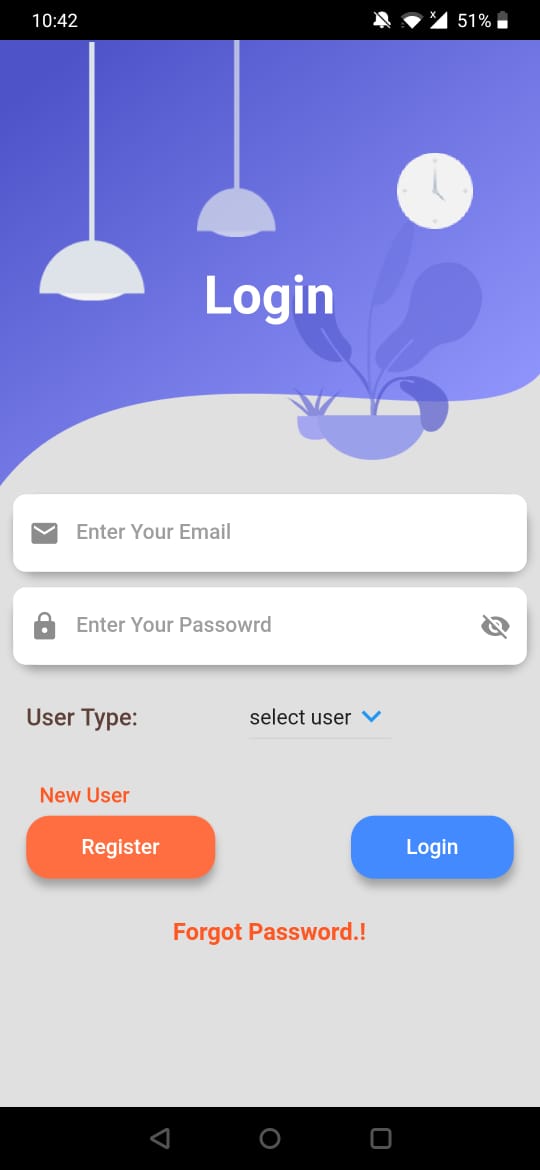 10:42
x
51%
Login
Enter Your Email
Enter Your Passowrd
User Type:
select user
New User
Register
Login
Forgot Password.!